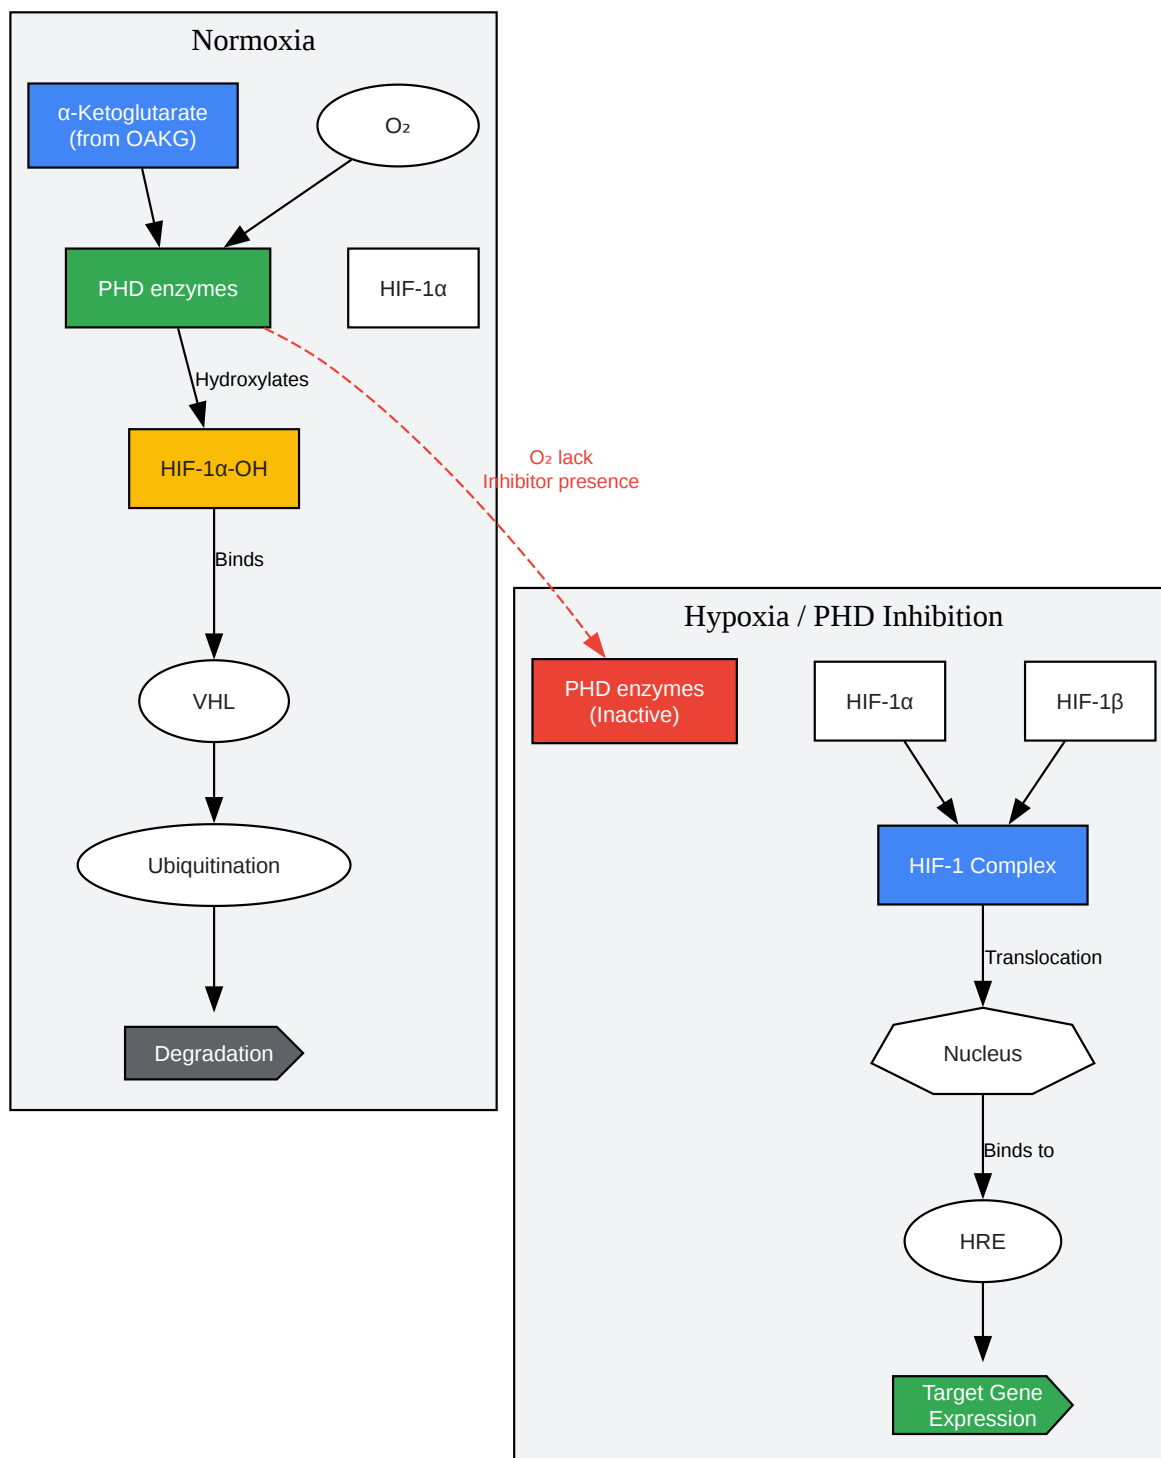 Normoxia
α-Ketoglutarate
(from OAKG)
O₂
PHD enzymes
HIF-1α
Hydroxylates
HIF-1α-OH
O₂ lack
Inhibitor presence
Binds
VHL
Ubiquitination
Degradation
Hypoxia / PHD Inhibition
PHD enzymes
(Inactive)
HIF-1α
HIF-1β
HIF-1 Complex
Translocation
Nucleus
Binds to
HRE
Target Gene
Expression